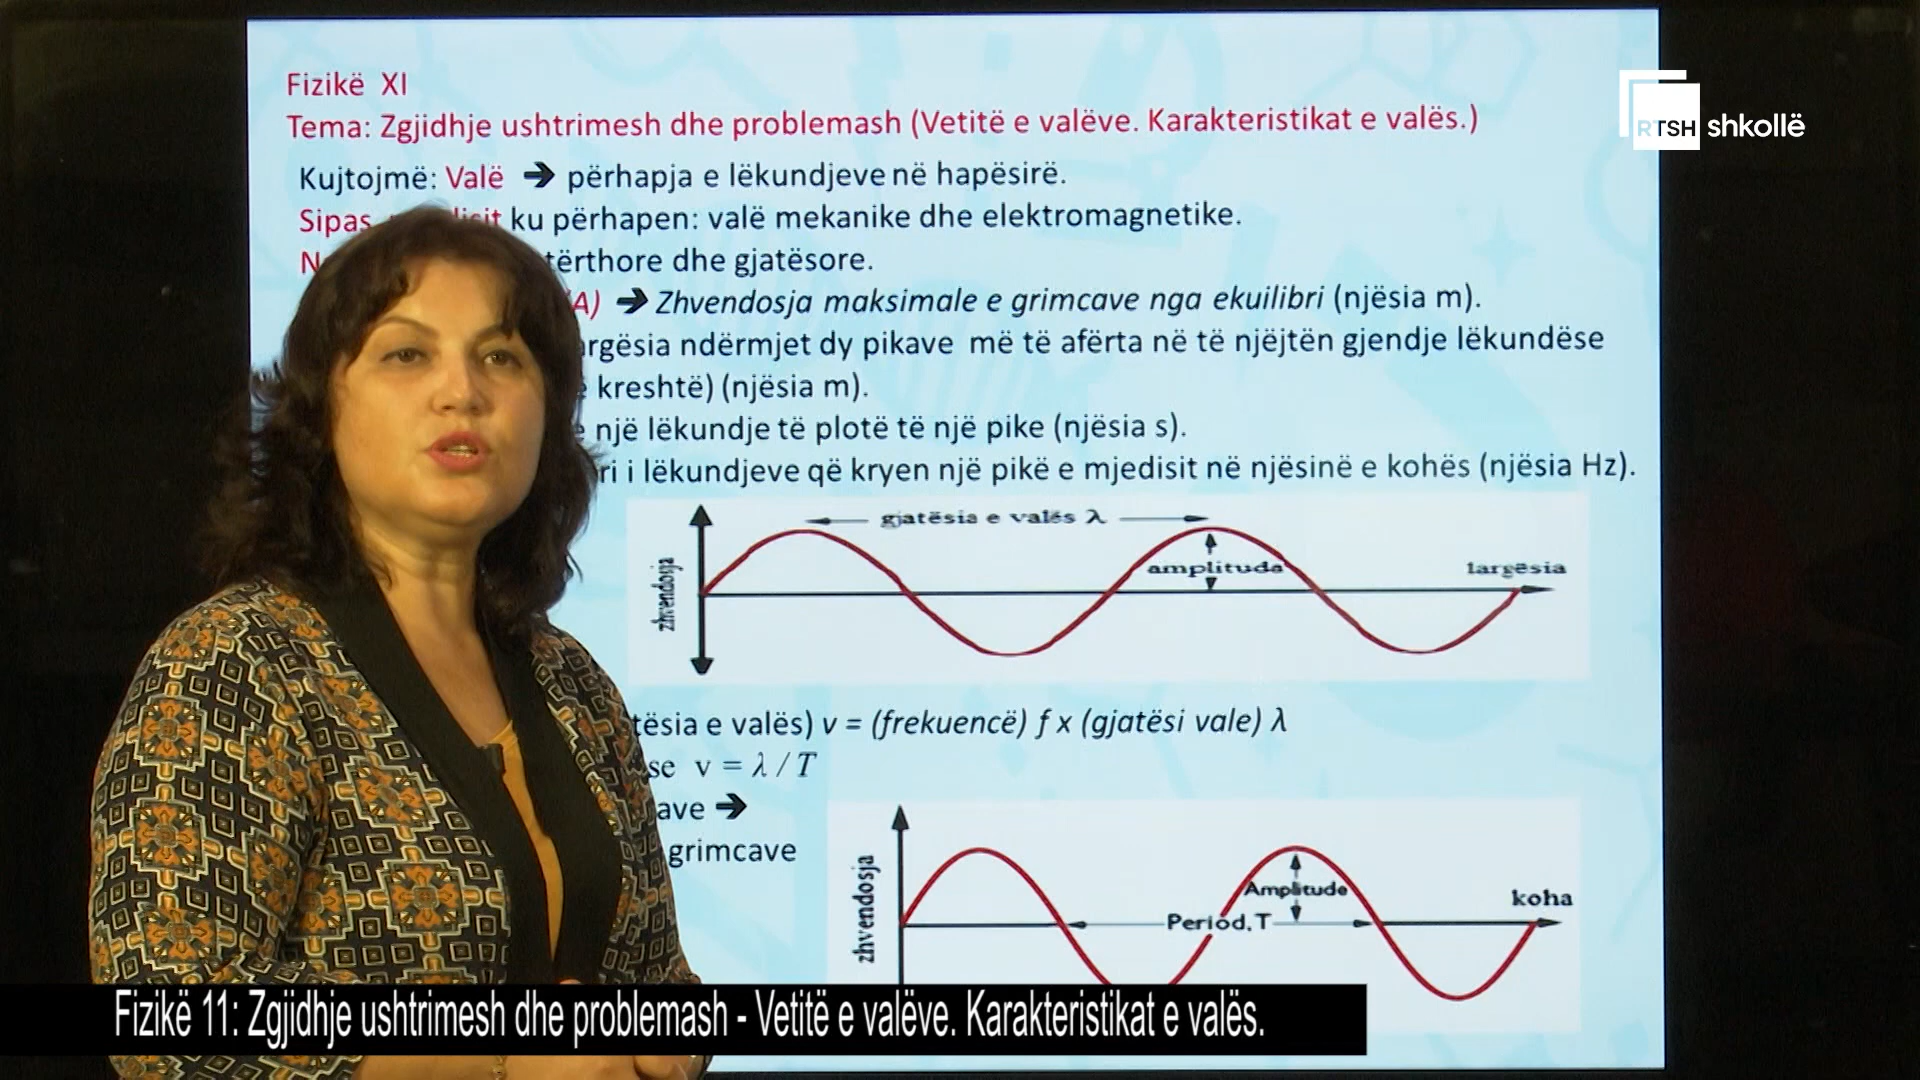 Fizikë XI
Tema: Zgjidhje ushtrimesh dhe problemash (Vetitë e valëve. Karakteristikat e valës.)
RTSH shkollë
Kujtojmë: Valë ➔ përhapja e lëkundjeve në hapësirë.
Sipas ku përhapen: valë mekanike dhe elektromagnetike.
tërthore dhe gjatësore.
A) ➔ Zhvendosja maksimale e grimcave nga ekuilibri (njësia m).
ndërmjet dy pikave më të afërta në të njëjtën gjendje lëkundëse
kreshtë) (njësia m).
një lëkundje të plotë të një pike (njësia s).
i lëkundjeve që kryen një pikë e mjedisit në njësinë e kohës (njësia Hz).
gjatësia e valës λ
zhvendosja
amplituda
largësia
e valës) v = (frekuencë) f x (gjatësi vale) λ
se v = λ / T
➔
grimcave
zhvendosja
Amplitude
koha
Period, T
Fizikë 11: Zgjidhje ushtrimesh dhe problemash - Vetitë e valëve. Karakteristikat e valës.